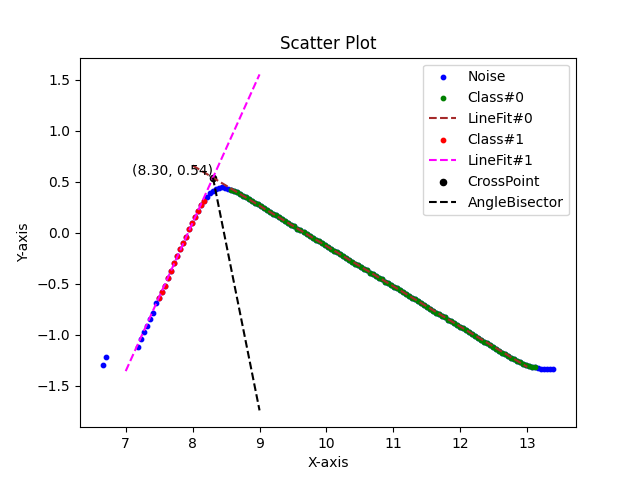 Scatter Plot
Y-axis
1.5
1.0
0.5
0.0
−0.5
−1.0
−1.5
(8.30, 0.54)
Noise
Class#0
LineFit#0
Class#1
LineFit#1
CrossPoint
AngleBisector
7 8 9 10 11 12 13
X-axis